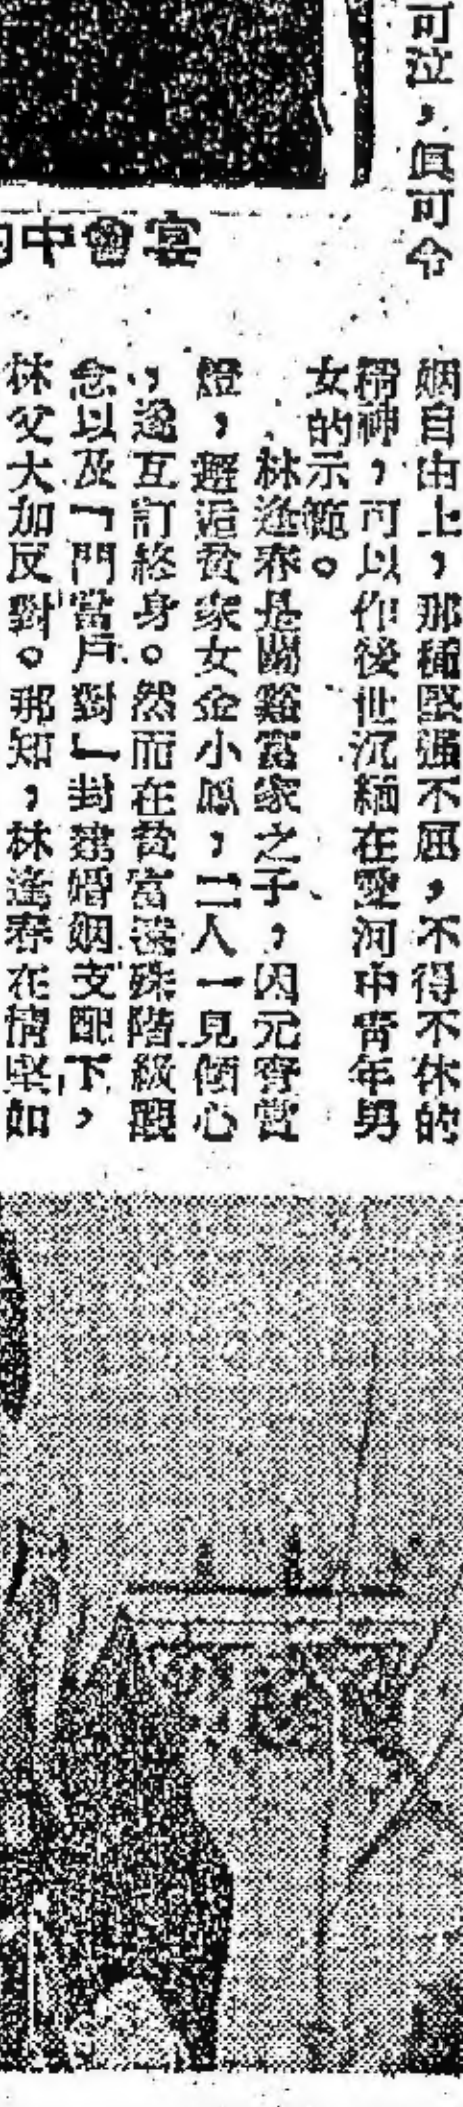 可泣，眞可令
宴會中
姻自由上，那種堅强不屈，不得不休的
精神，可以作後世沉緬在愛河中靑年男
女的示範。
林逢春是關谿富家之子，因元宵賞
燈，邂逅貧家女金小鳳，二人一見傾心
，遂互訂終身。然而在貧富懸殊階級觀
念以及「門當戶對」封建婚姻支配下，
林父大加反對。那知，林逢春在情堅如